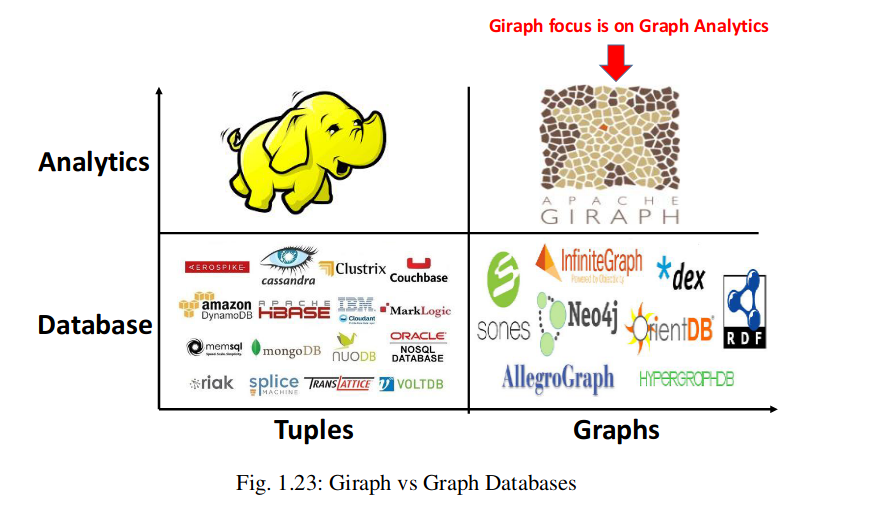 Giraph focus is on Graph Analytics
Analytics
APACHE
GIRAPH
Database
AEROSPIKE
cassandra
Clustrix
Couchbase
amazon
DynamoDB
APACHE
HBASE
IBM
Cloudant
MarkLogic
memsql
mongoDB
NUODB
ORACLE
NOSQL
DATABASE
riak
splice
MACHINE
TRANSLATTICE
VOLTDB
sones
InfiniteGraph
Powered by Objectivity
dex
Neo4j
OrientDB
RDF
AllegroGraph
HYPERGRAPHDB
Tuples
Graphs
Fig. 1.23: Giraph vs Graph Databases